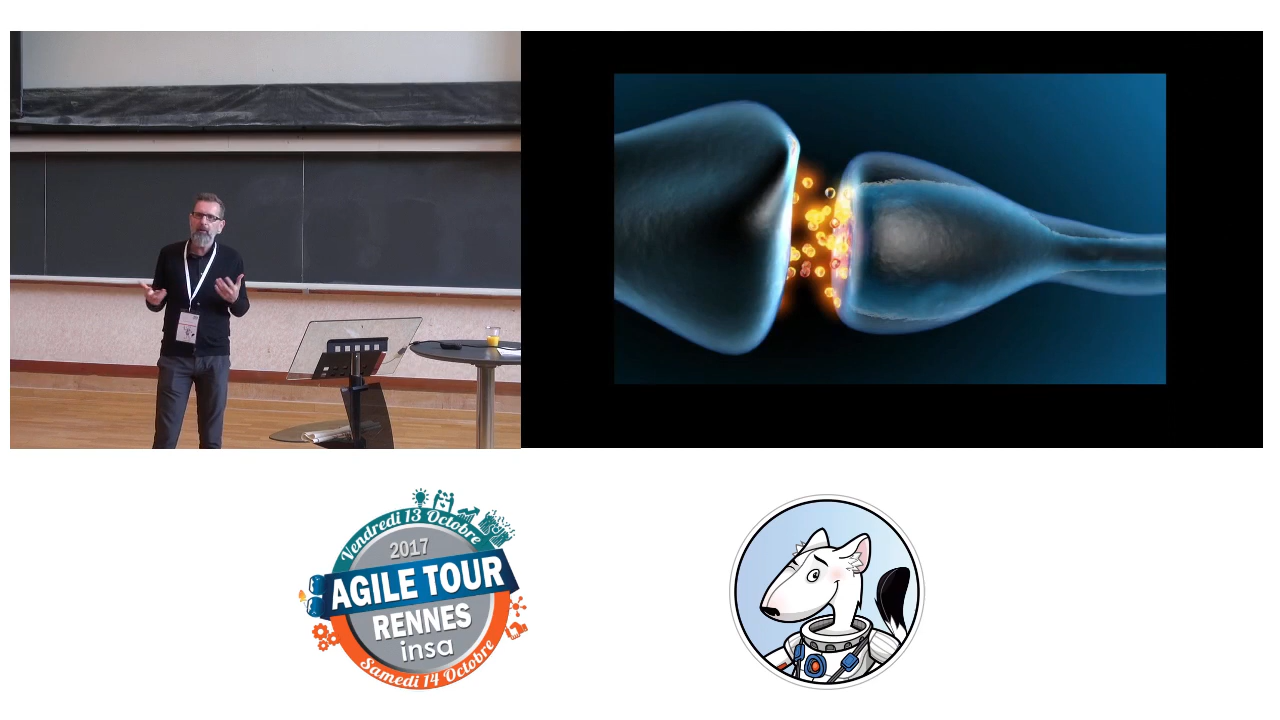 Vendredi 13 Octobre
2017
AGILE TOUR
RENNES
insa
Samedi 14 Octobre